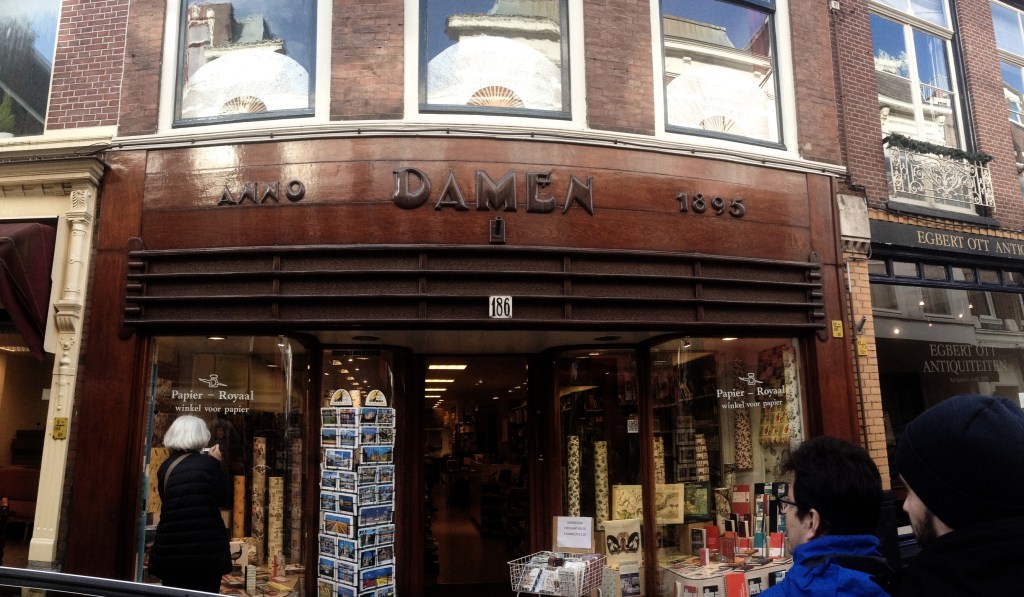 ANNO DAMEN 1895
186
EGBERT OTT ANTIQ
EGBERT OTT
ANTIQUITEITEN
Papier - Royaal
winkel voor papier
Papier - Royaal
winkel voor papier